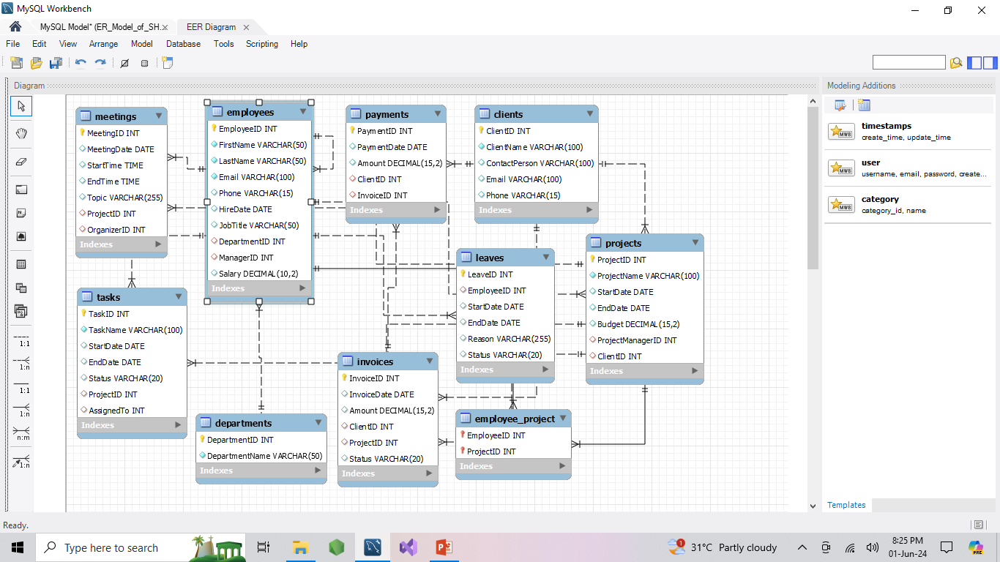 MySQL Workbench
MySQL Model* (ER_Model_of_SH...
EER Diagram
File Edit View Arrange Model Database Tools Scripting Help
Diagram
Modeling Additions
meetings
MeetingID INT
MeetingDate DATE
StartTime TIME
EndTime TIME
Topic VARCHAR(255)
ProjectID INT
OrganizerID INT
Indexes
employees
EmployeeID INT
FirstName VARCHAR(50)
LastName VARCHAR(50)
Email VARCHAR(100)
Phone VARCHAR(15)
HireDate DATE
JobTitle VARCHAR(50)
DepartmentID INT
ManagerID INT
Salary DECIMAL(10,2)
Indexes
payments
PaymentID INT
PaymentDate DATE
Amount DECIMAL(15,2)
ClientID INT
InvoiceID INT
Indexes
clients
ClientID INT
ClientName VARCHAR(100)
ContactPerson VARCHAR(100)
Email VARCHAR(100)
Phone VARCHAR(15)
Indexes
projects
ProjectID INT
ProjectName VARCHAR(100)
StartDate DATE
EndDate DATE
Budget DECIMAL(15,2)
ProjectManagerID INT
ClientID INT
Indexes
leaves
LeaveID INT
EmployeeID INT
StartDate DATE
EndDate DATE
Reason VARCHAR(255)
Status VARCHAR(20)
Indexes
tasks
TaskID INT
TaskName VARCHAR(100)
StartDate DATE
EndDate DATE
Status VARCHAR(20)
ProjectID INT
AssignedTo INT
Indexes
invoices
InvoiceID INT
InvoiceDate DATE
Amount DECIMAL(15,2)
ClientID INT
ProjectID INT
Status VARCHAR(20)
Indexes
departments
DepartmentID INT
DepartmentName VARCHAR(50)
Indexes
employee_project
EmployeeID INT
ProjectID INT
Indexes
1:1
1:n
1:1
1:n
n:m
1:n
MWB
timestamps
create_time, update_time
MWB
user
username, email, password, create...
MWB
category
category_id, name
Templates
Ready.
Type here to search
1
31°C Partly cloudy
8:25 PM
01-Jun-24
PRE